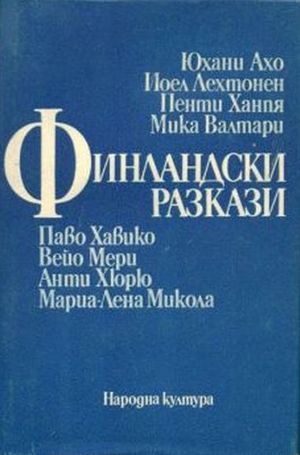 Юхани Ахо
Йоел Лехтонен
Пенти Ханпя
Мика Валтари
Финландски
разкази
Паво Хавико
Вейо Мери
Анти Хюрю
Мариа-Лена Микола
Народна култура